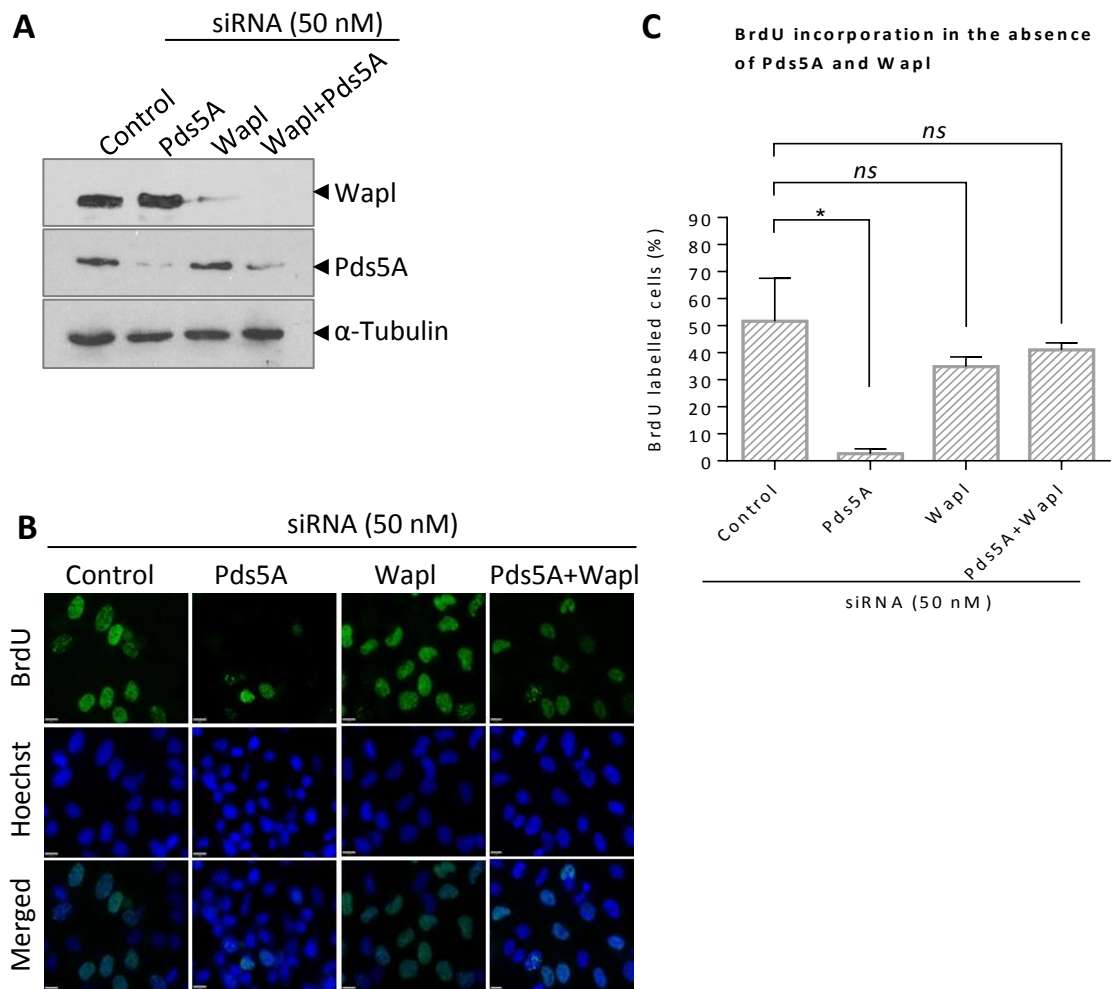 A
siRNA (50 nM)
Control
Pds5A
Wapl
Wapl+Pds5A
Wapl
Pds5A
α-Tubulin
B
siRNA (50 nM)
Control Pds5A Wapl Pds5A+Wapl
BrdU
Hoechst
Merged
C
BrdU incorporation in the absence
of Pds5A and Wapl
ns
ns
*
BrdU labelled cells (%)
90
80
70
60
50
40
30
20
10
0
Control
Pds5A
Wapl
Pds5A+Wapl
siRNA (50 nM)